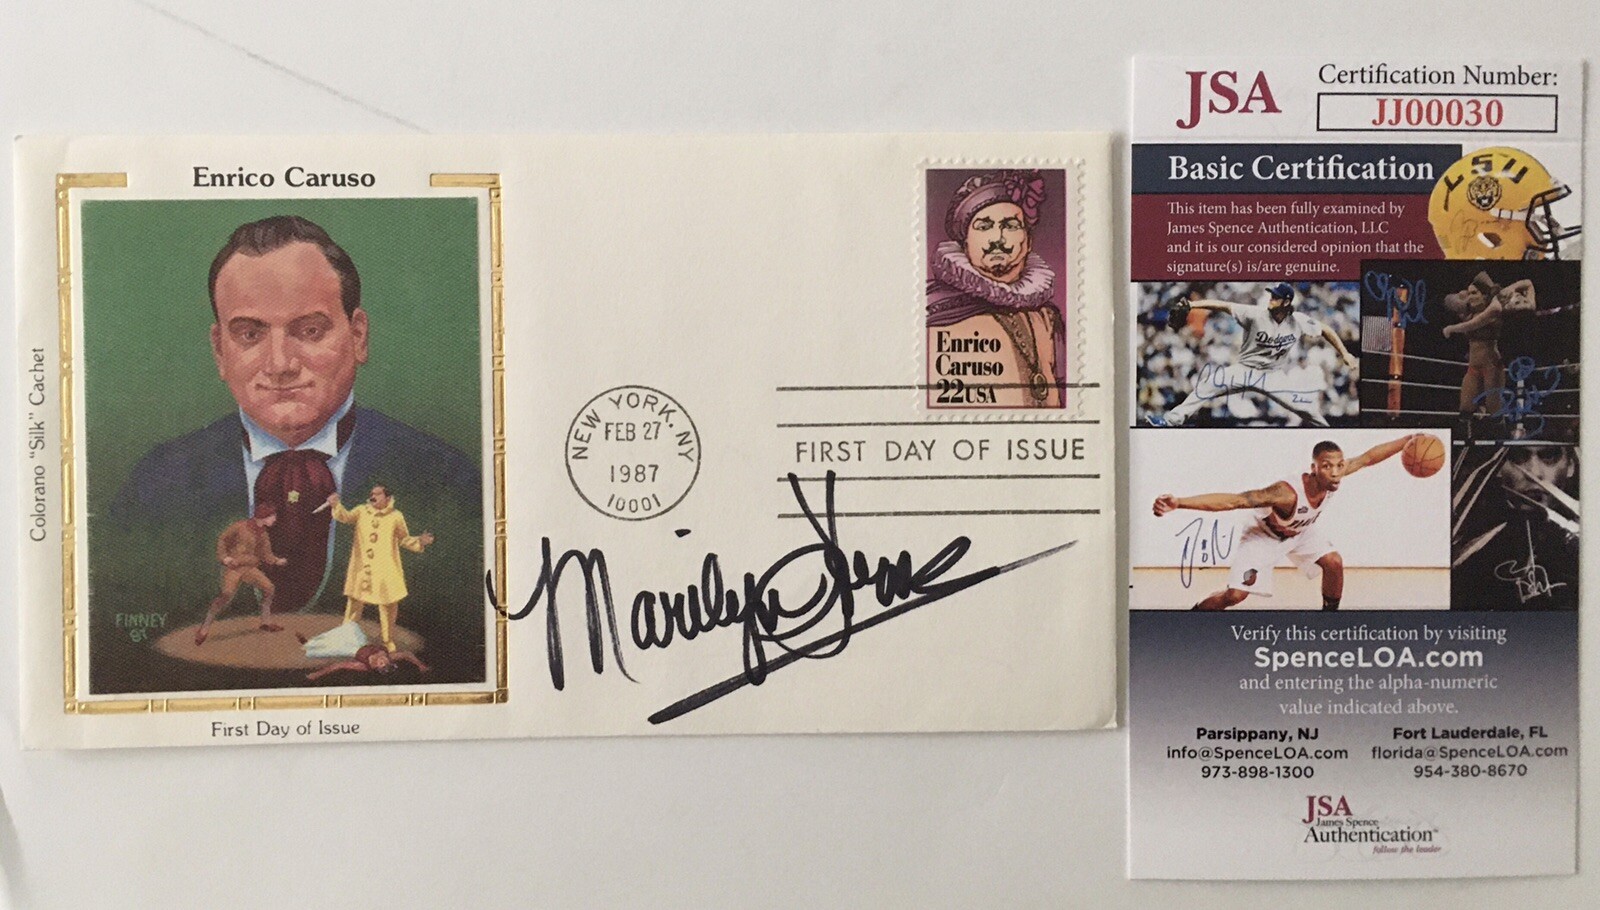 Enrico Caruso
Colorano "Silk" Cachet
FINNEY
87
First Day of Issue
NEW YORK, NY
FEB 27
1987
10001
Enrico
Caruso
22USA
FIRST DAY OF ISSUE
Marilyn Horne
JSA
Certification Number:
JJ00030
Basic Certification
This item has been fully examined by
James Spence Authentication, LLC
and it is our considered opinion that the
signature(s) is/are genuine.
LSU
Dodgers
Verify this certification by visiting
SpenceLOA.com
and entering the alpha-numeric
value indicated above.
Parsippany, NJ
info@SpenceLOA.com
973-898-1300
Fort Lauderdale, FL
florida@SpenceLOA.com
954-380-8670
JSA
James Spence
Authentication
follow the leader